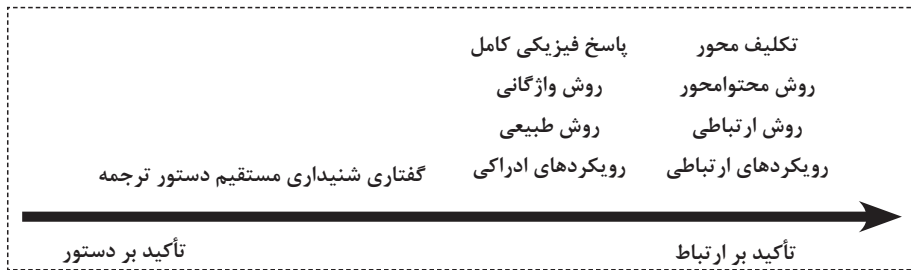 تکلیف محور
روش محتوامحور
روش ارتباطی
رویکردهای ارتباطی
پاسخ فیزیکی کامل
روش واژگانی
روش طبیعی
رویکردهای ادراکی
گفتاری شنیداری مستقیم دستور ترجمه
تأکید بر ارتباط
تأکید بر دستور